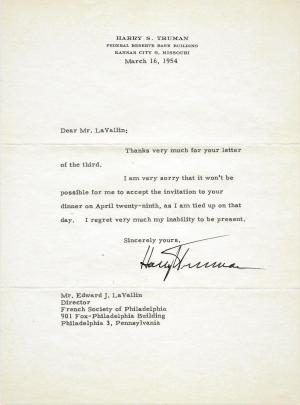 HARRY S. TRUMAN
FEDERAL RESERVE BANK BUILDING
KANSAS CITY 6, MISSOURI
March 16, 1954
Dear Mr. LaVallin:
Thanks very much for your letter
of the third.
I am very sorry that it won't be
possible for me to accept the invitation to your
dinner on April twenty-ninth, as I am tied up on that
day. I regret very much my inability to be present.
Sincerely yours,
Harry Truman
Mr. Edward J. LaVallin
Director
French Society of Philadelphia
901 Fox-Philadelphia Building
Philadelphia 3, Pennsylvania